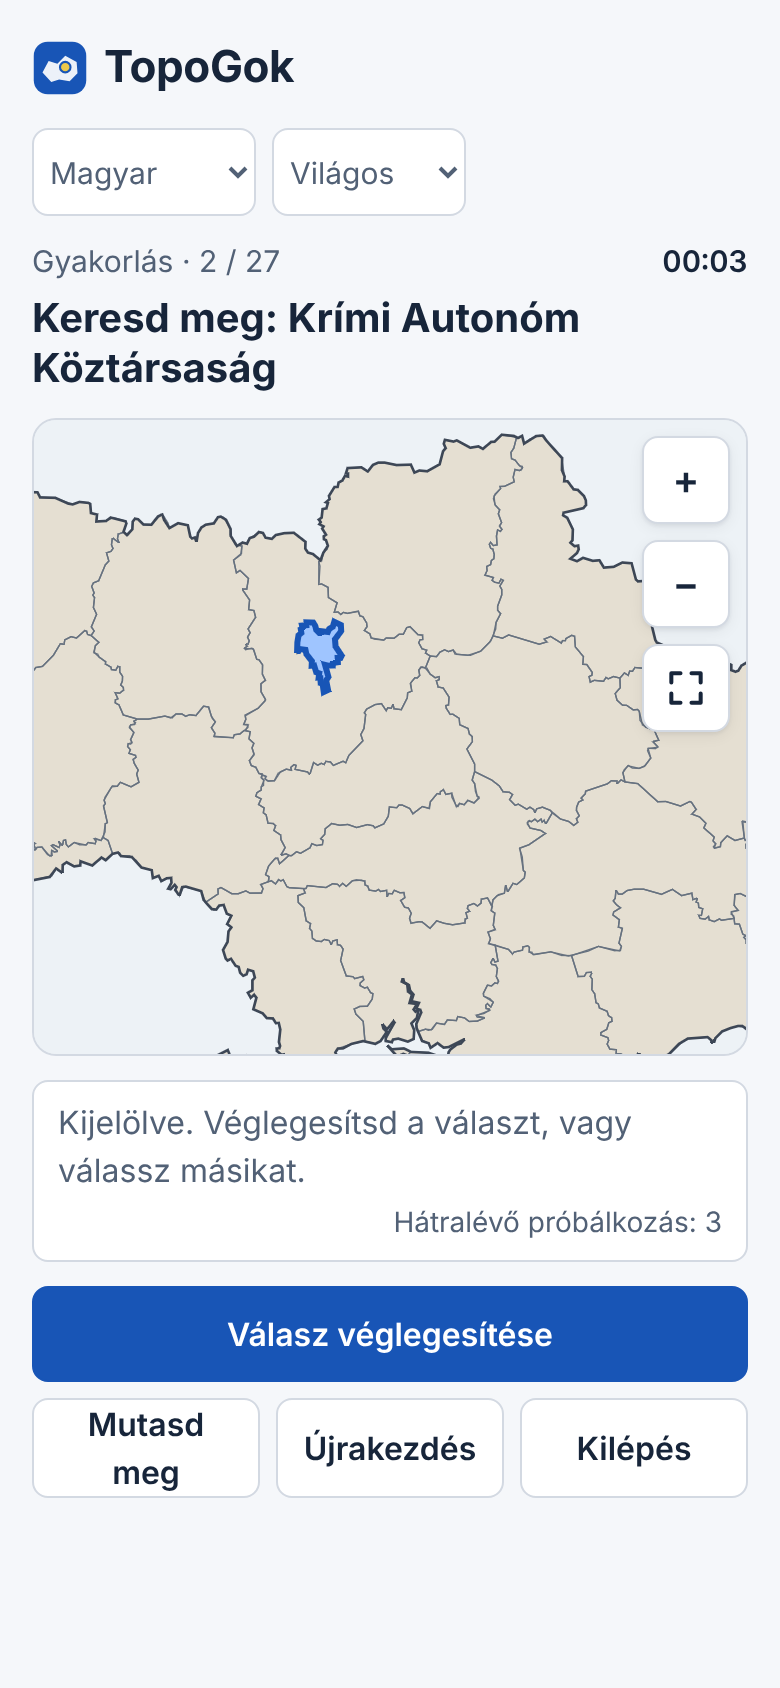 TopoGok
Magyar
Világos
Gyakorlás · 2 / 27
00:03
Keresd meg: Krími Autonóm
Köztársaság
+
−
Kijelölve. Véglegesítsd a választ, vagy
válassz másikat.
Hátralévő próbálkozás: 3
Válasz véglegesítése
Mutasd
meg
Újrakezdés
Kilépés